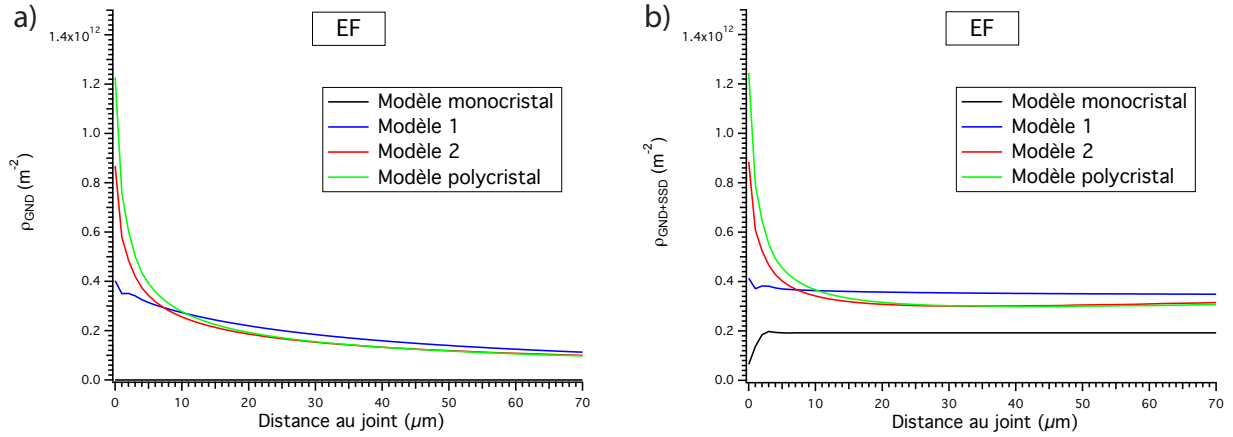 a)
EF
1.4x10¹²
1.2
1.0
0.8
0.6
0.4
0.2
0.0
ρGND (m⁻²)
Modèle monocristal
Modèle 1
Modèle 2
Modèle polycristal
0 10 20 30 40 50 60 70
Distance au joint (µm)
b)
EF
1.4x10¹²
1.2
1.0
0.8
0.6
0.4
0.2
0.0
ρGND+SSD (m⁻²)
Modèle monocristal
Modèle 1
Modèle 2
Modèle polycristal
0 10 20 30 40 50 60 70
Distance au joint (µm)